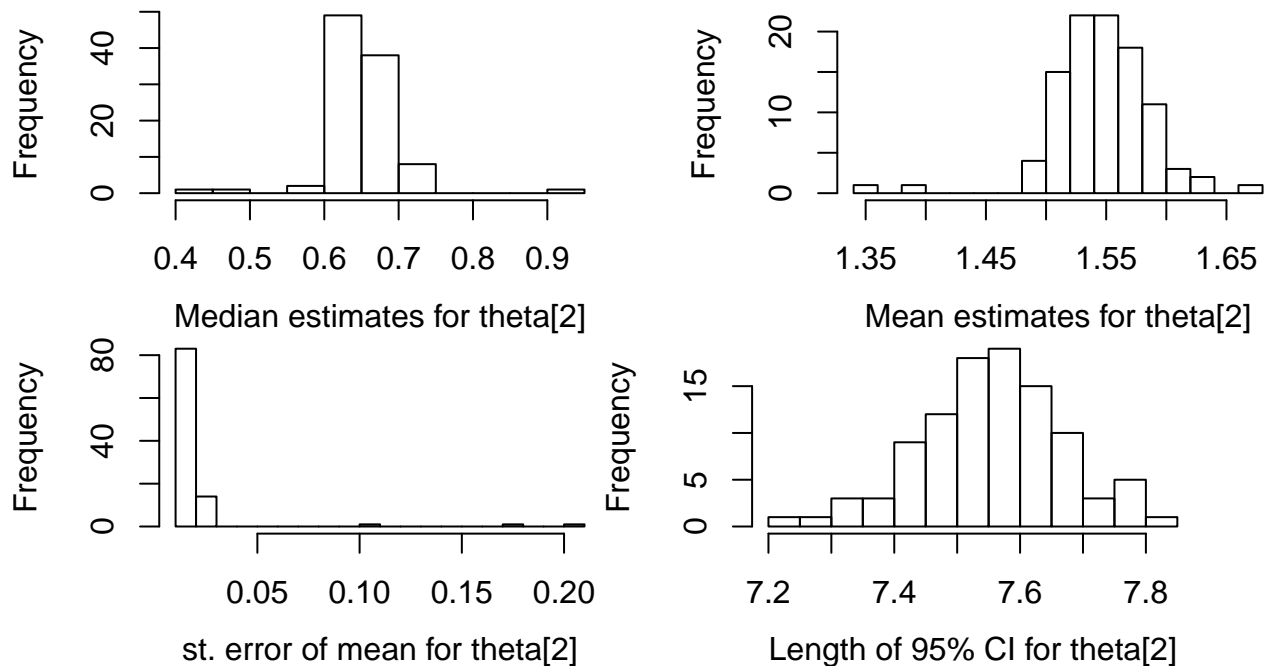 Frequency
0 20 40
0.4 0.5 0.6 0.7 0.8 0.9
Median estimates for theta[2]
Frequency
0 10 20
1.35 1.45 1.55 1.65
Mean estimates for theta[2]
Frequency
0 40 80
0.05 0.10 0.15 0.20
st. error of mean for theta[2]
Frequency
0 5 15
7.2 7.4 7.6 7.8
Length of 95% CI for theta[2]